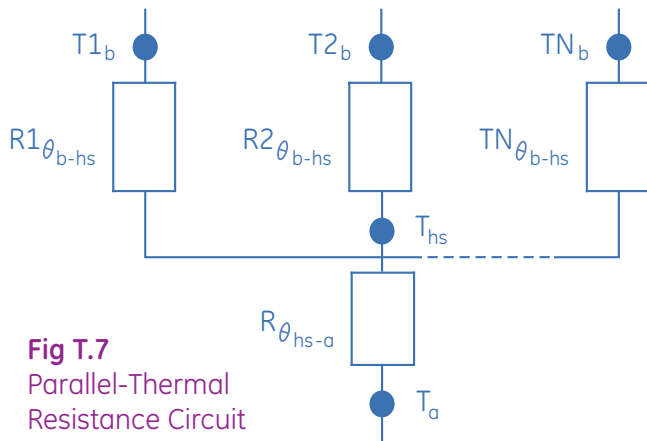 T1b T2b TNb
R1θb-hs R2θb-hs TNθb-hs
Ths
Rθhs-a
Fig T.7
Parallel-Thermal
Resistance Circuit
Ta